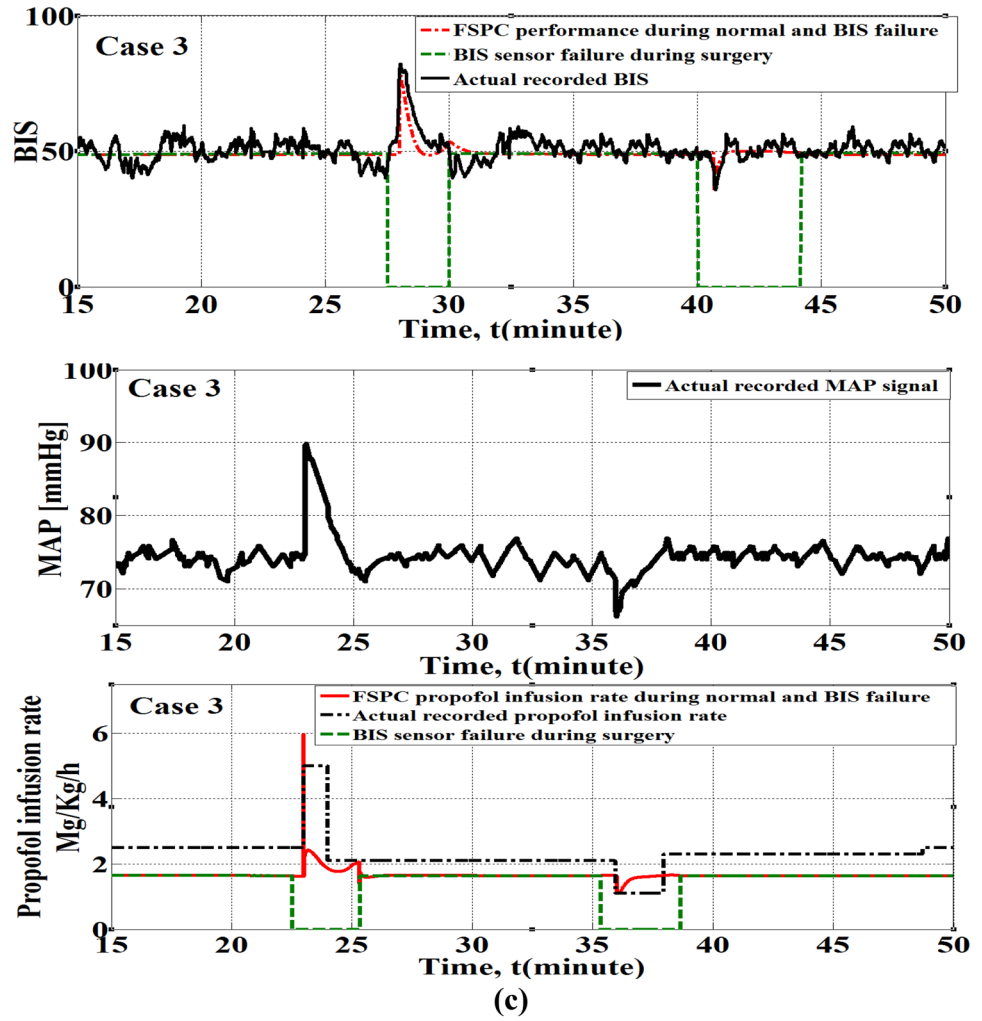 100
Case 3
FSPC performance during normal and BIS failure
BIS sensor failure during surgery
Actual recorded BIS
BIS
50
0
15 20 25 30 35 40 45 50
Time, t(minute)
100
Case 3
Actual recorded MAP signal
MAP [mmHg]
90
80
70
15 20 25 30 35 40 45 50
Time, t(minute)
Case 3
FSPC propofol infusion rate during normal and BIS failure
Actual recorded propofol infusion rate
BIS sensor failure during surgery
Propofol infusion rate
Mg/Kg/h
6
4
2
0
15 20 25 30 35 40 45 50
Time, t(minute)
(c)